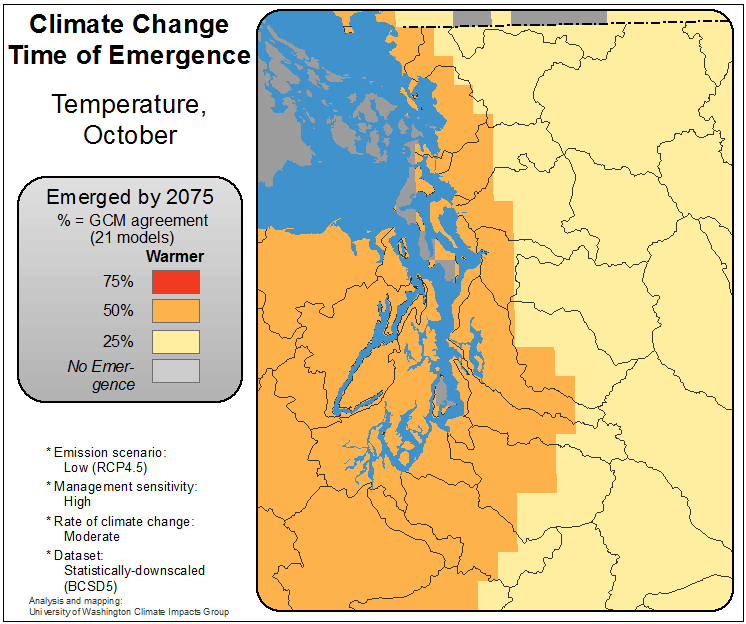 Climate Change
Time of Emergence
Temperature,
October
Emerged by 2075
% = GCM agreement
(21 models)
Warmer
75%
50%
25%
No Emer-
gence
* Emission scenario:
Low (RCP4.5)
* Management sensitivity:
High
* Rate of climate change:
Moderate
* Dataset:
Statistically-downscaled
(BCSD5)
Analysis and mapping:
University of Washington Climate Impacts Group